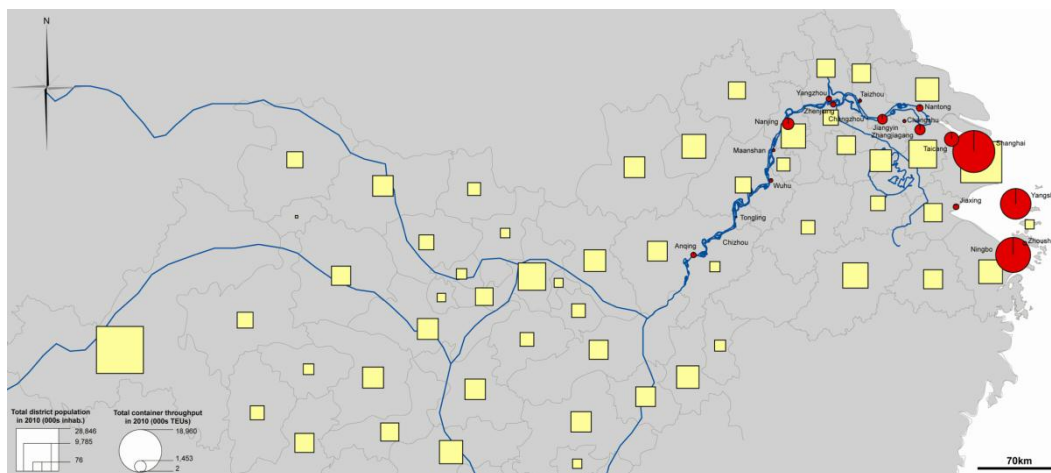 N
Yangzhou
Taizhou
Zhenjiang
Nantong
Nanjing
Changzhou
Changshu
Jiangyin
Zhangjiagang
Maanshan
Taicang
Shanghai
Wuhu
Yangsh
Jiaxing
Tongling
Chizhou
Anqing
Zhoush
Ningbo
Total district population
in 2010 (000s inhab.)
28,846
9,785
76
Total container throughput
in 2010 (000s TEUs)
18,960
1,453
2
70km